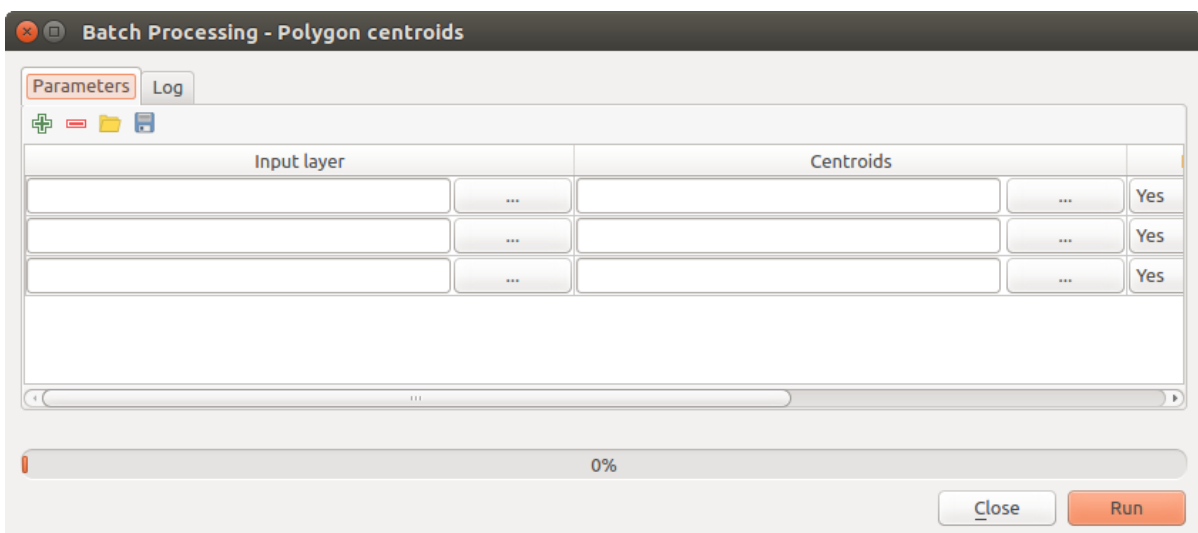 Batch Processing - Polygon centroids
Parameters Log
Input layer Centroids
... ... Yes
... ... Yes
... ... Yes
0%
Close Run